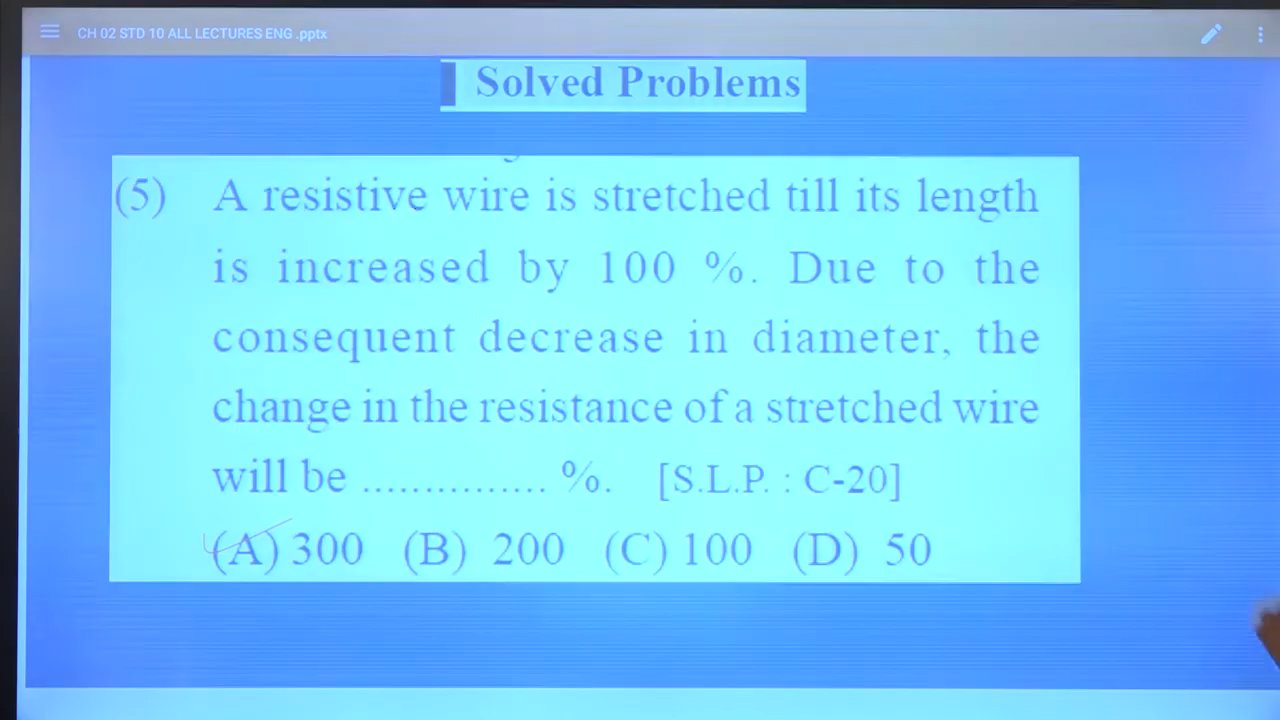 CH 02 STD 10 ALL LECTURES ENG .pptx
Solved Problems
(5) A resistive wire is stretched till its length
is increased by 100 %. Due to the
consequent decrease in diameter, the
change in the resistance of a stretched wire
will be ............... %. [S.L.P. : C-20]
(A) 300 (B) 200 (C) 100 (D) 50